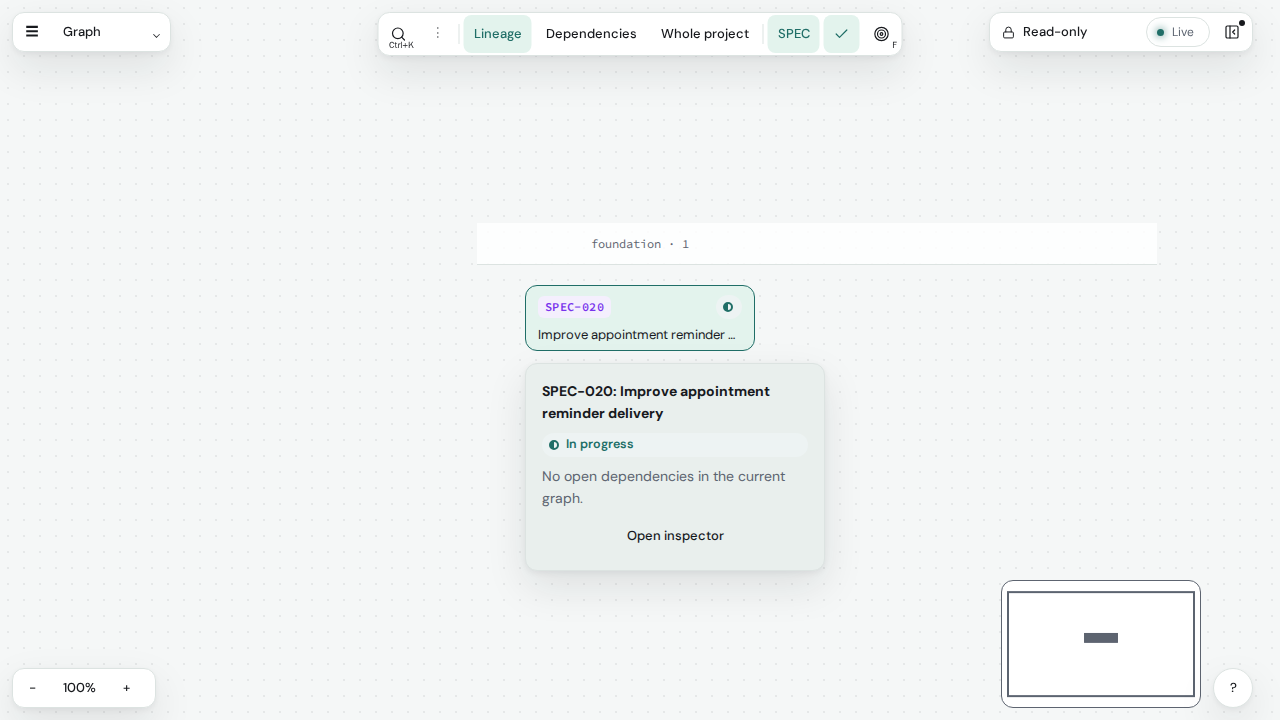 Graph
Ctrl+K
Lineage
Dependencies
Whole project
SPEC
F
Read-only
Live
foundation · 1
SPEC-020
Improve appointment reminder …
SPEC-020: Improve appointment
reminder delivery
In progress
No open dependencies in the current
graph.
Open inspector
−
100%
+
?